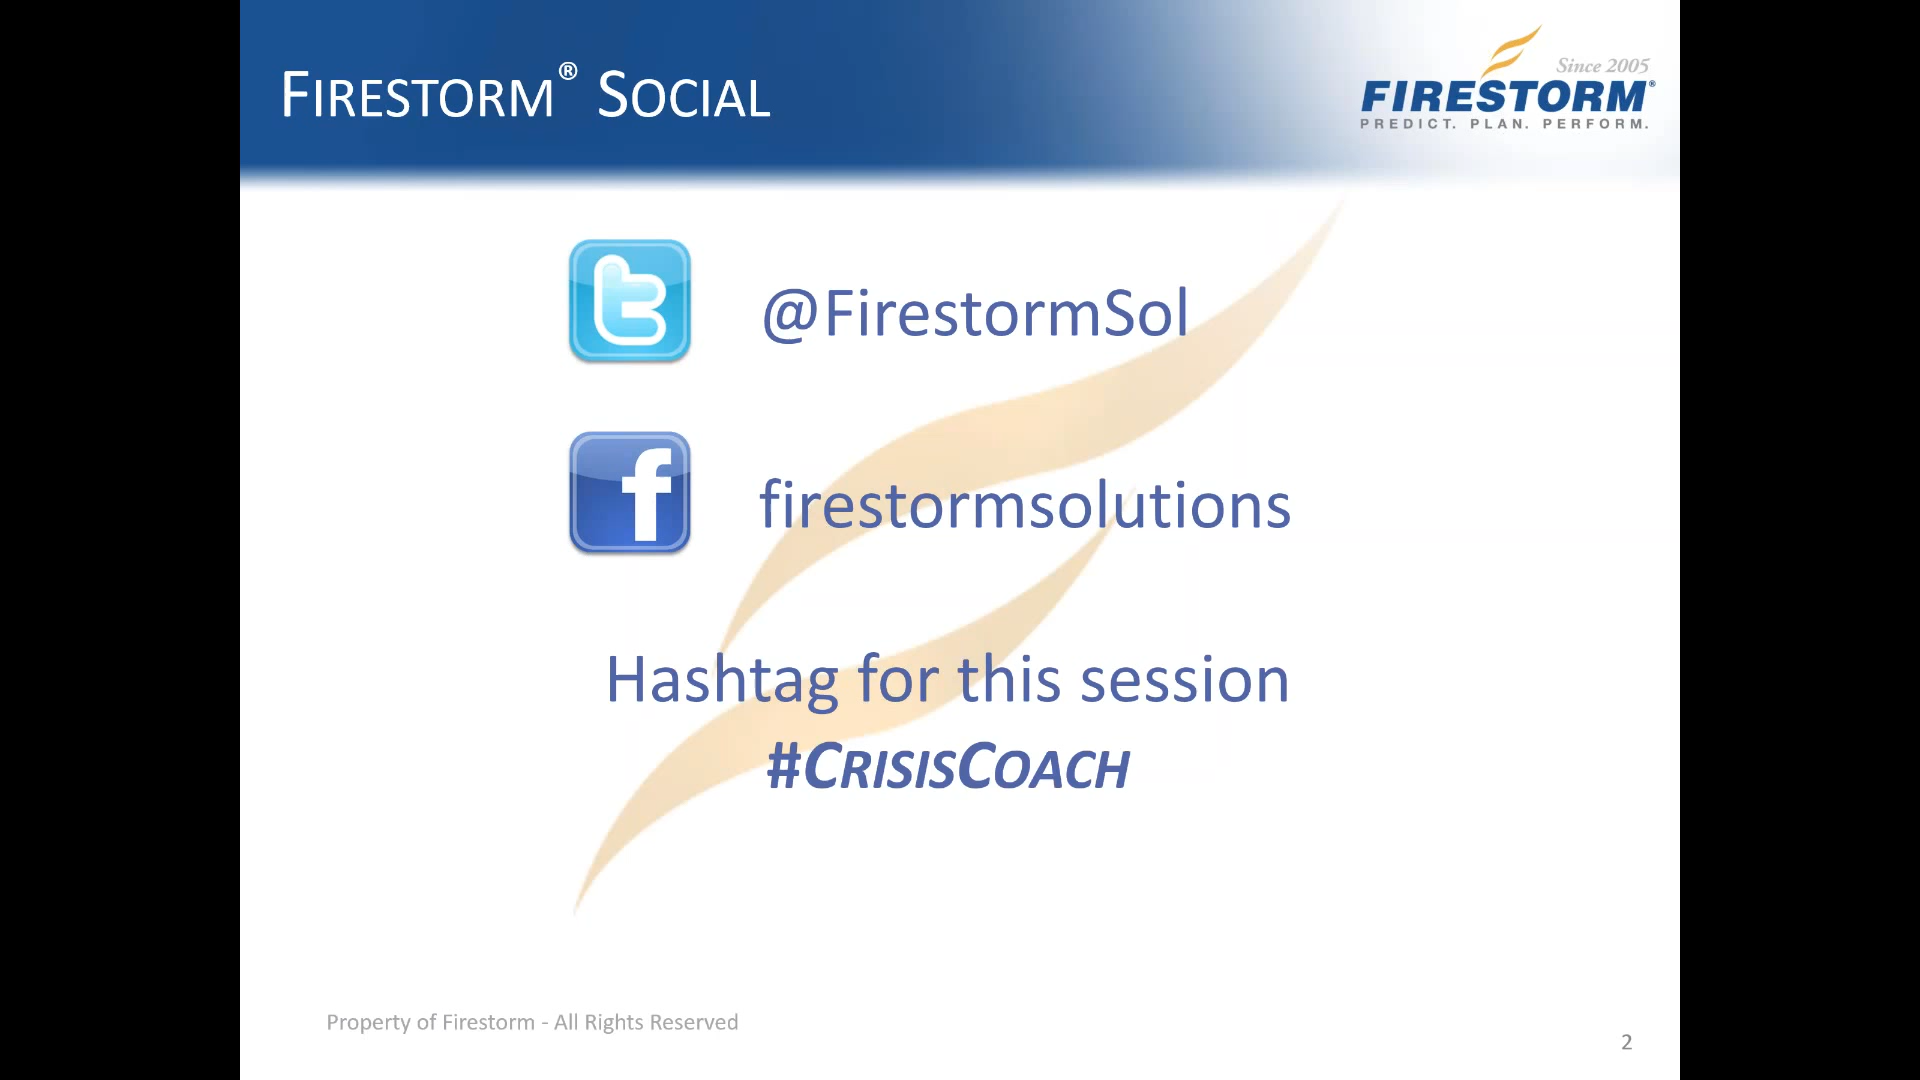 FIRESTORM® SOCIAL
Since 2005
FIRESTORM®
PREDICT. PLAN. PERFORM.
@FirestormSol
firestormsolutions
Hashtag for this session
#CRISISCOACH
Property of Firestorm - All Rights Reserved
2